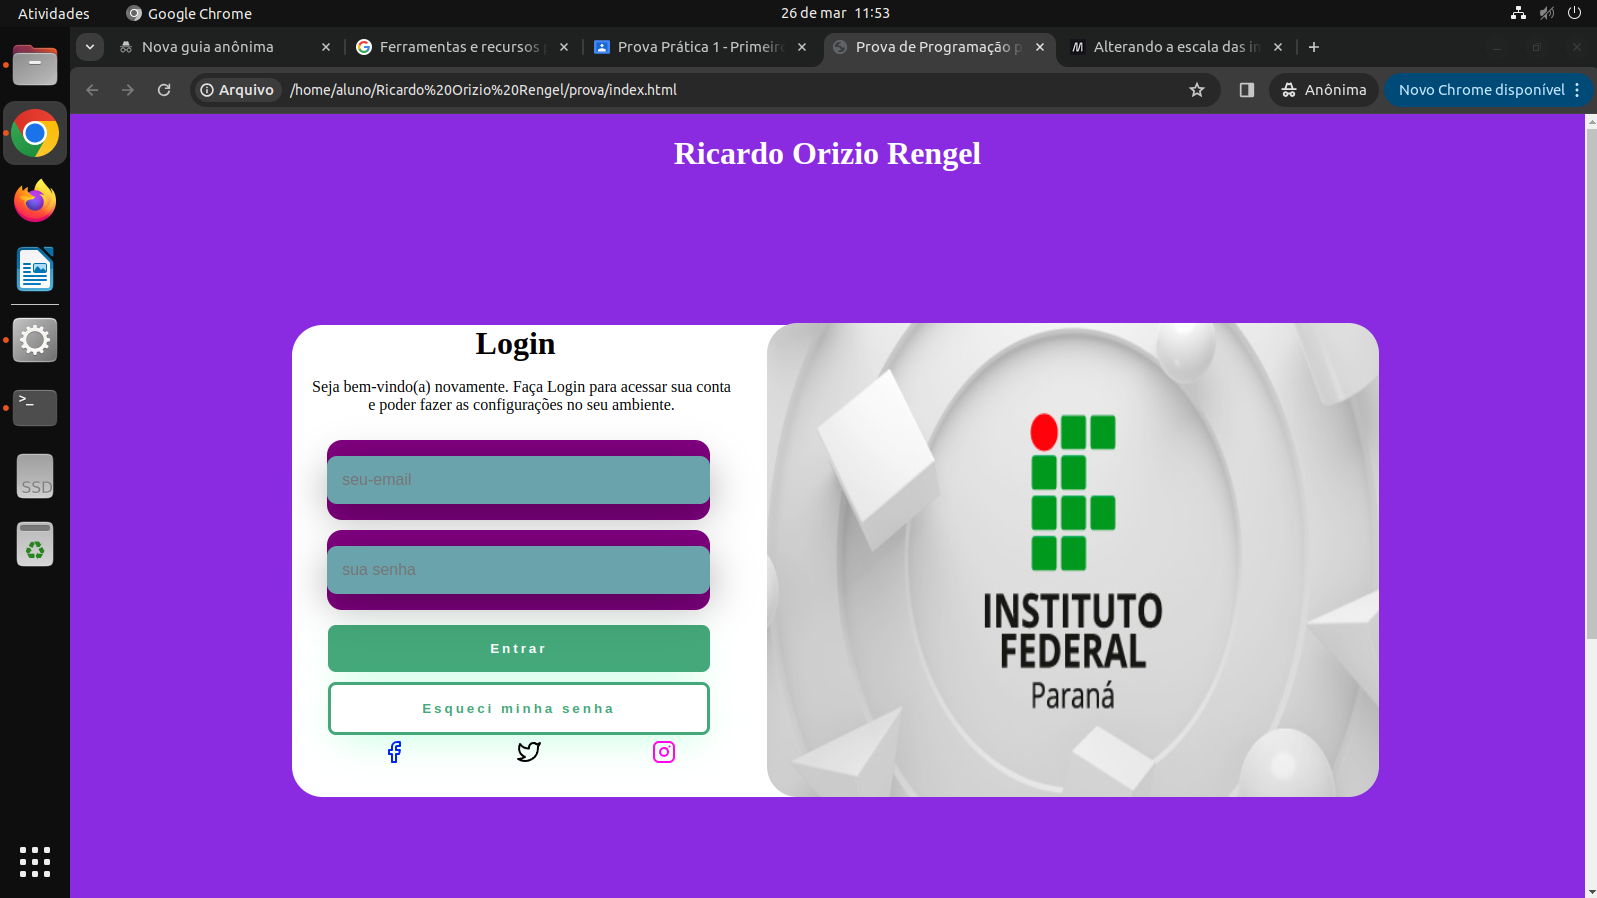 Atividades
Google Chrome
26 de mar 11:53
Nova guia anônima
Ferramentas e recursos
Prova Prática 1 - Primeir
Prova de Programação p
Alterando a escala das in
Arquivo
/home/aluno/Ricardo%20Orizio%20Rengel/prova/index.html
Anônima
Novo Chrome disponível
Ricardo Orizio Rengel
Login
Seja bem-vindo(a) novamente. Faça Login para acessar sua conta
e poder fazer as configurações no seu ambiente.
seu-email
sua senha
Entrar
Esqueci minha senha
INSTITUTO
FEDERAL
Paraná
>_
SSD